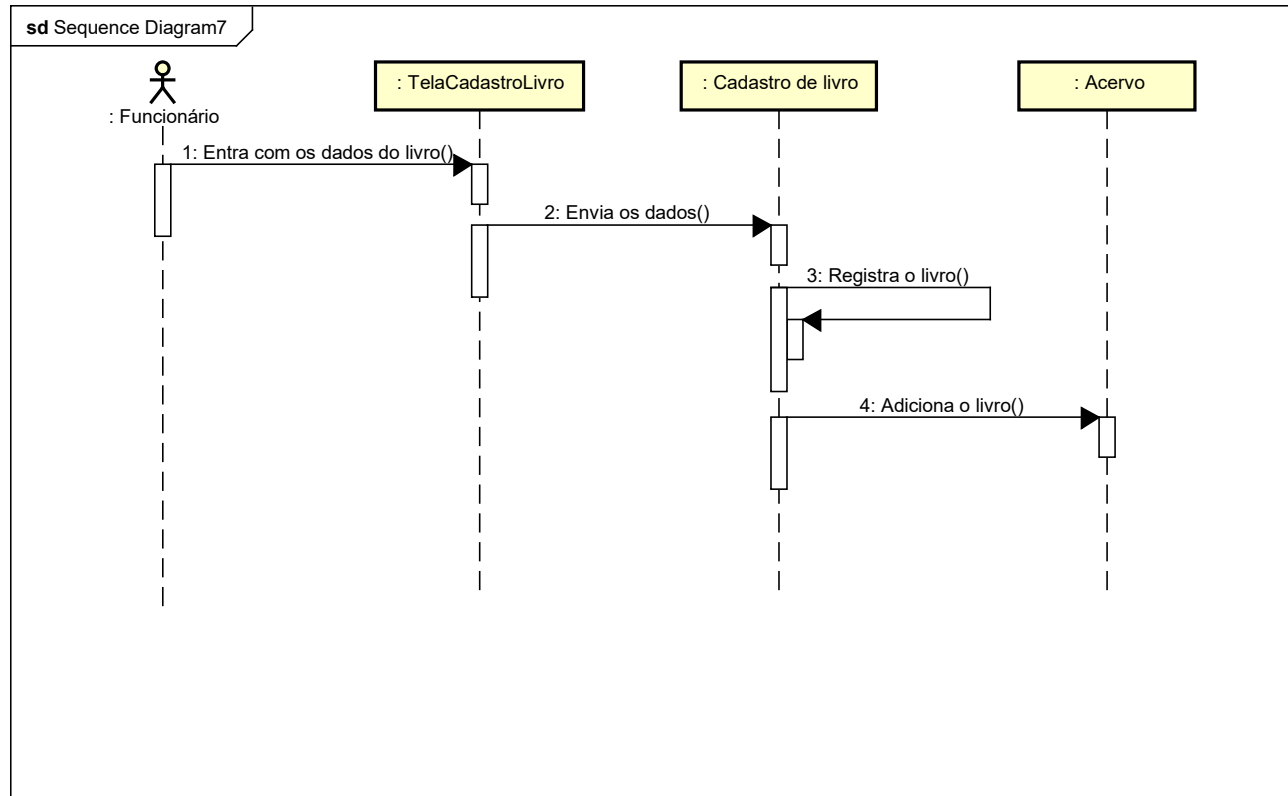 sd Sequence Diagram7
: Funcionário
: TelaCadastroLivro
: Cadastro de livro
: Acervo
1: Entra com os dados do livro()
2: Envia os dados()
3: Registra o livro()
4: Adiciona o livro()